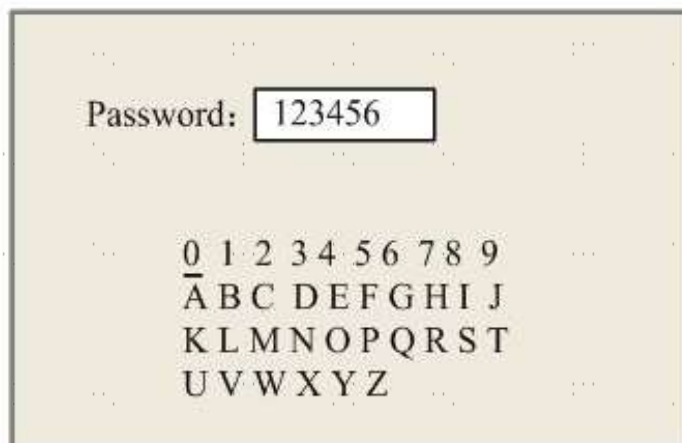 Password: 123456
0 1 2 3 4 5 6 7 8 9
A B C D E F G H I J
K L M N O P Q R S T
U V W X Y Z